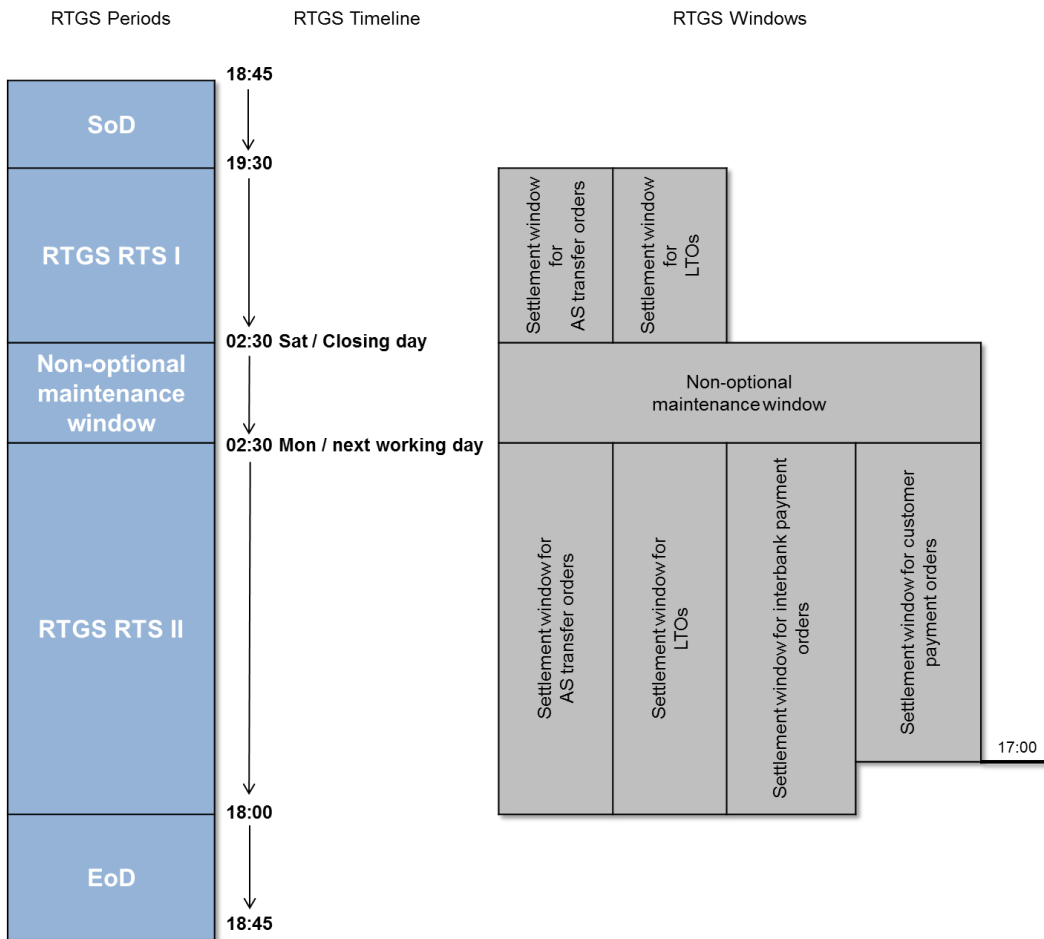 RTGS Periods
RTGS Timeline
RTGS Windows
18:45
SoD
19:30
RTGS RTS I
Settlement window
for
AS transfer orders
Settlement window
for
LTOs
02:30 Sat / Closing day
Non-optional
maintenance
window
Non-optional
maintenance window
02:30 Mon / next working day
RTGS RTS II
Settlement window for
AS transfer orders
Settlement window for
LTOs
Settlement window for interbank payment
orders
Settlement window for customer
payment orders
17:00
18:00
EoD
18:45